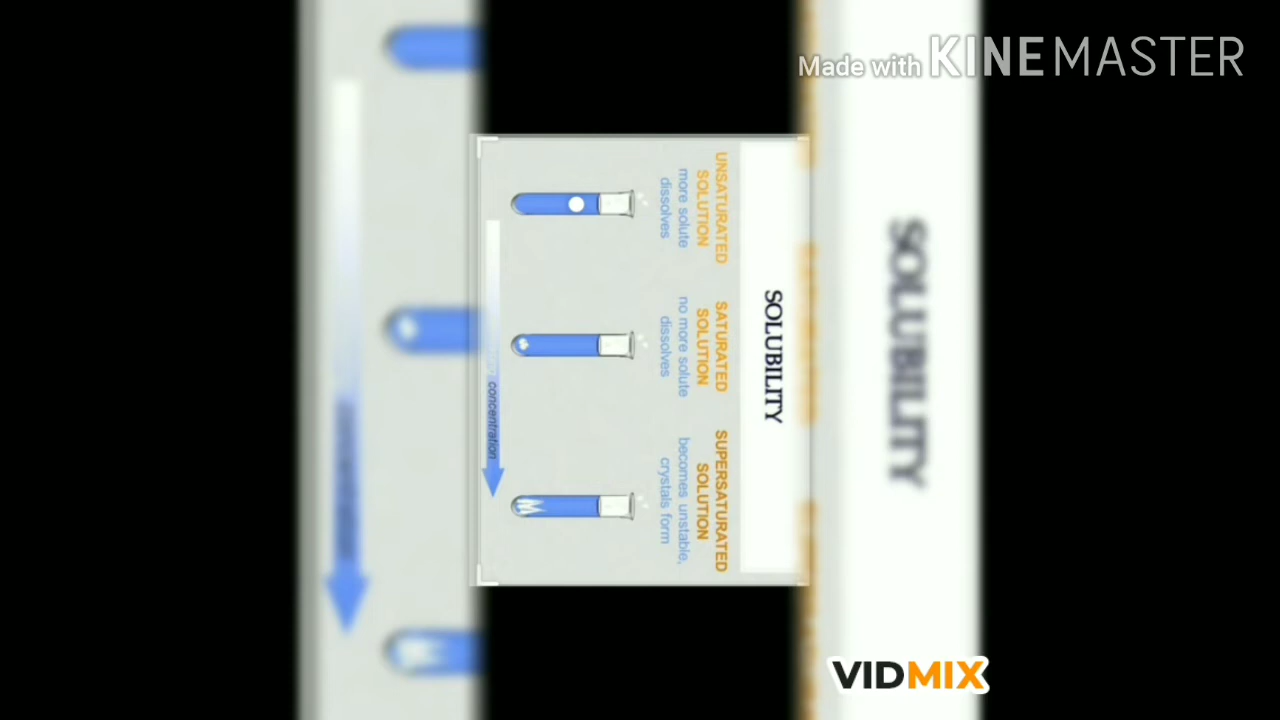 Made with KINEMASTER
SOLUBILITY
UNSATURATED
SOLUTION
more solute
dissolves
SATURATED
SOLUTION
no more solute
dissolves
SUPERSATURATED
SOLUTION
becomes unstable,
crystals form
concentration
SOLUBILITY
VIDMIX